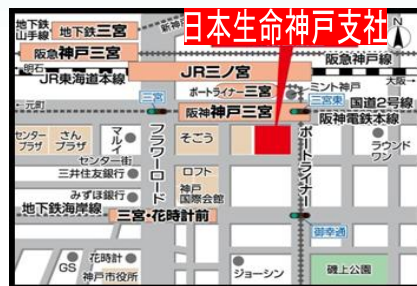 地下鉄
山手線
地下鉄三宮
新神戸
日本生命神戸支社
N
阪急神戸三宮
阪急神戸線
明石
JR東海道本線
JR三ノ宮
大阪
ポートライナー三宮
ミント神戸
元町
三宮
三宮東
国道2号線
阪神神戸三宮
阪神電鉄本線
センター
プラザ
さん
プラザ
マルイ
フラワーロード
そごう
ポートライナー
ラウンド
ワン
センター街
三井住友銀行
ロフト
神戸
国際会館
みずほ銀行
地下鉄海岸線
三宮・花時計前
御幸通
GS
花時計
神戸市役所
ジョーシン
磯上公園